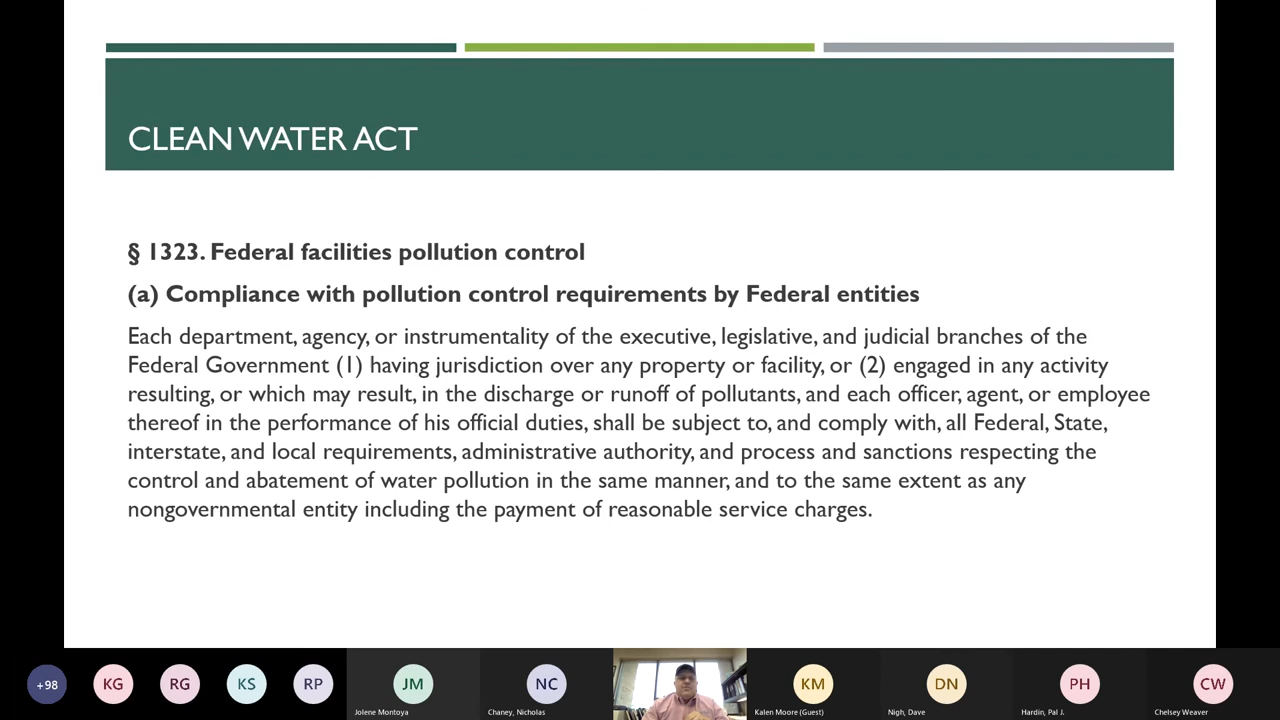 CLEAN WATER ACT
§ 1323. Federal facilities pollution control
(a) Compliance with pollution control requirements by Federal entities
Each department, agency, or instrumentality of the executive, legislative, and judicial branches of the
Federal Government (1) having jurisdiction over any property or facility, or (2) engaged in any activity
resulting, or which may result, in the discharge or runoff of pollutants, and each officer, agent, or employee
thereof in the performance of his official duties, shall be subject to, and comply with, all Federal, State,
interstate, and local requirements, administrative authority, and process and sanctions respecting the
control and abatement of water pollution in the same manner, and to the same extent as any
nongovernmental entity including the payment of reasonable service charges.
+98 KG RG KS RP JM NC KM DN PH CW
Jolene Montoya Chaney, Nicholas Kalen Moore (Guest) Nigh, Dave Hardin, Pal J. Chelsey Weaver